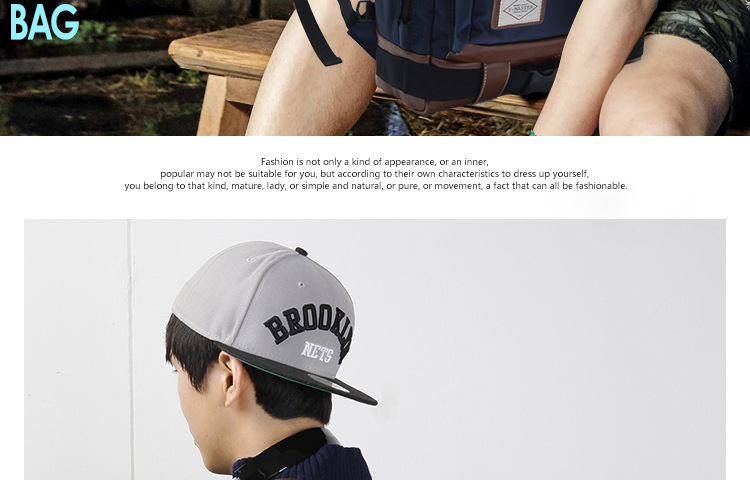 BAG
Y-MASTER
Fashion is not only a kind of appearance, or an inner,
popular may not be suitable for you, but according to their own characteristics to dress up yourself,
you belong to that kind, mature, lady, or simple and natural, or pure, or movement, a fact that can all be fashionable.
BROOKL
NETS